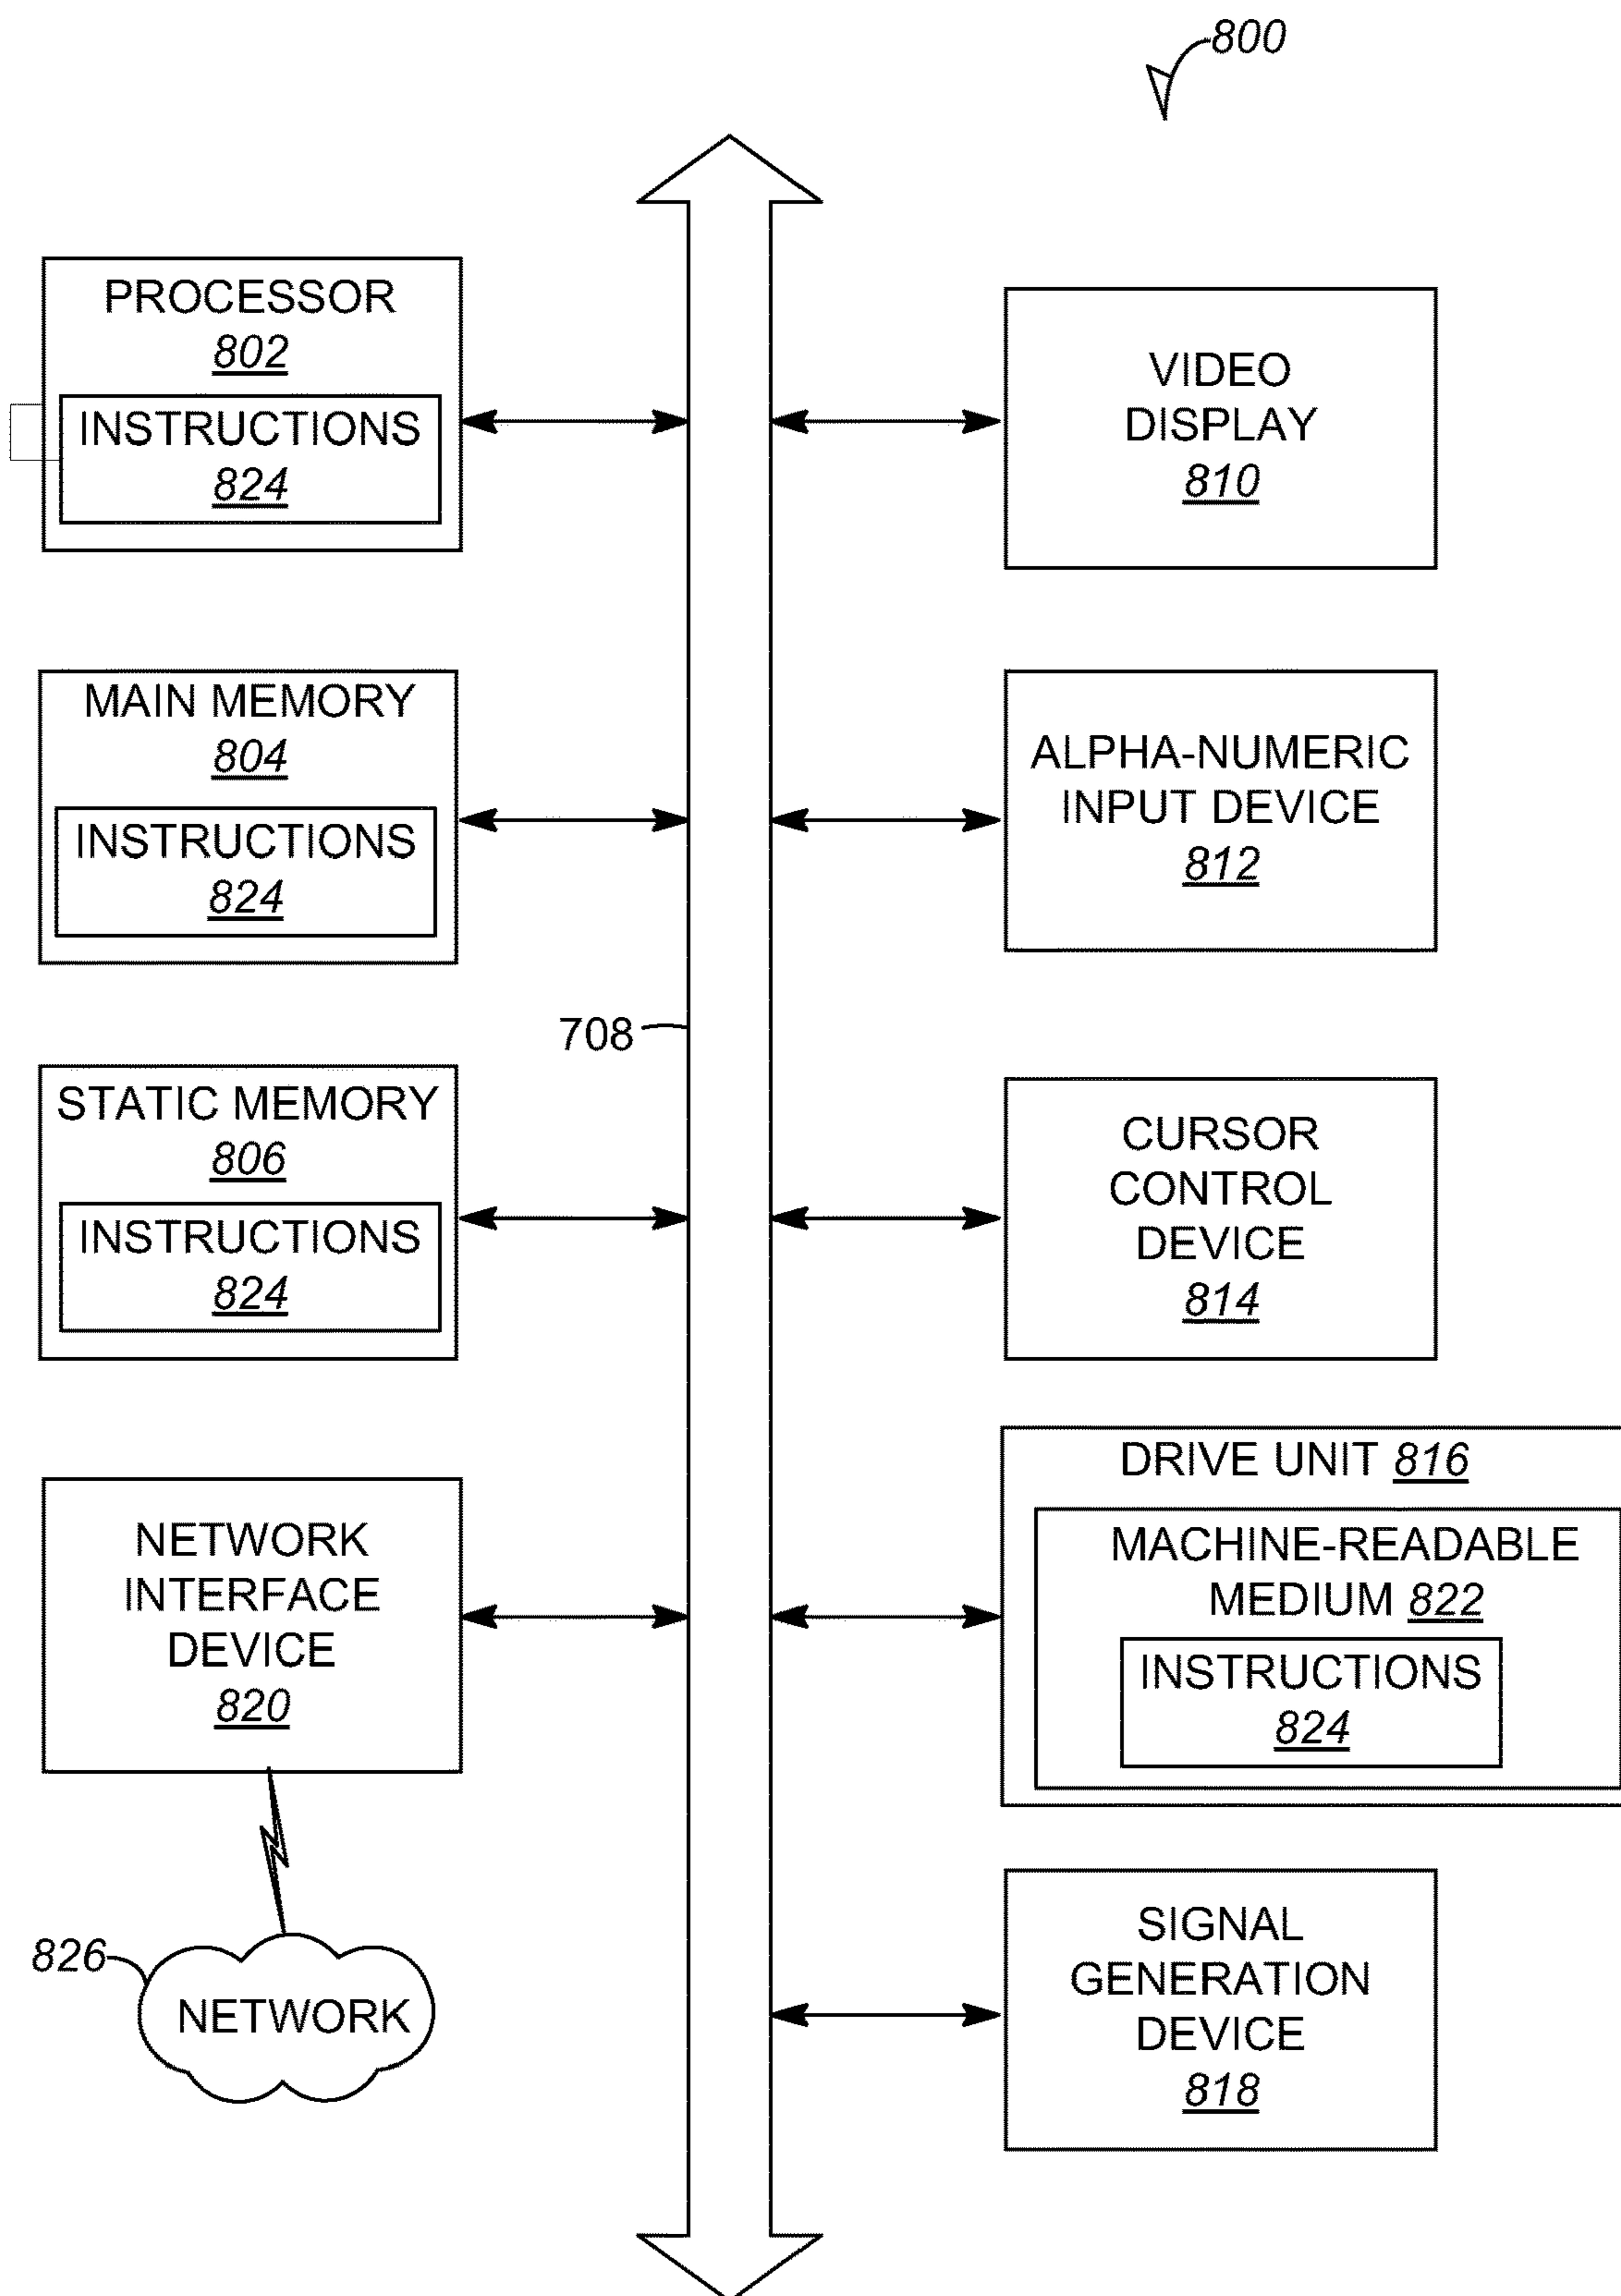 800
PROCESSOR
802
INSTRUCTIONS
824
MAIN MEMORY
804
INSTRUCTIONS
824
708
STATIC MEMORY
806
INSTRUCTIONS
824
NETWORK
INTERFACE
DEVICE
820
826
NETWORK
VIDEO
DISPLAY
810
ALPHA-NUMERIC
INPUT DEVICE
812
CURSOR
CONTROL
DEVICE
814
DRIVE UNIT 816
MACHINE-READABLE
MEDIUM 822
INSTRUCTIONS
824
SIGNAL
GENERATION
DEVICE
818